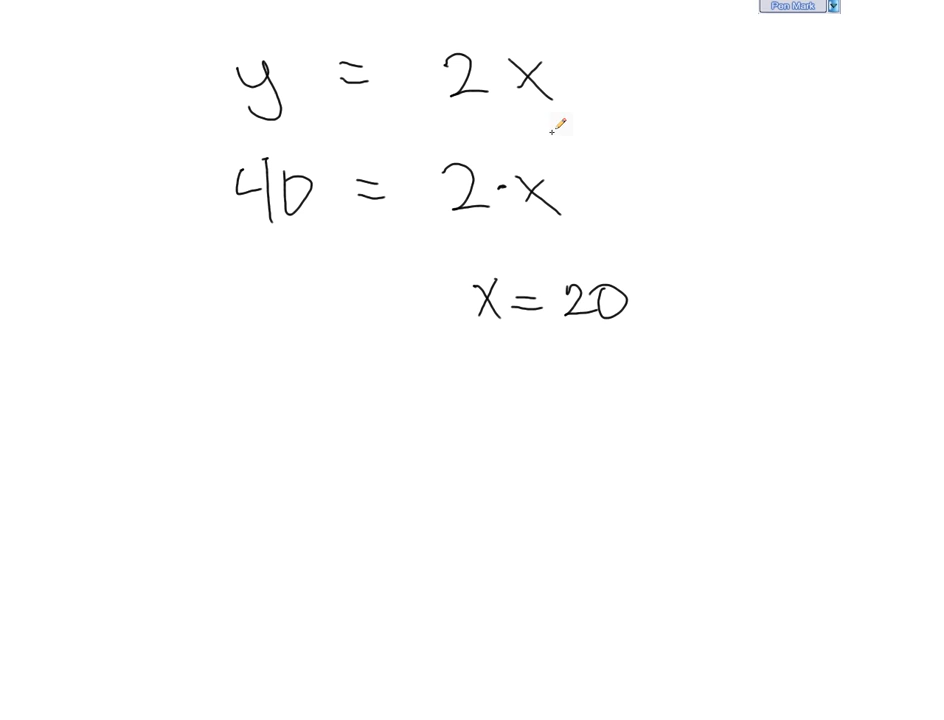 Pen Mark
y = 2x
40 = 2·x
x = 20